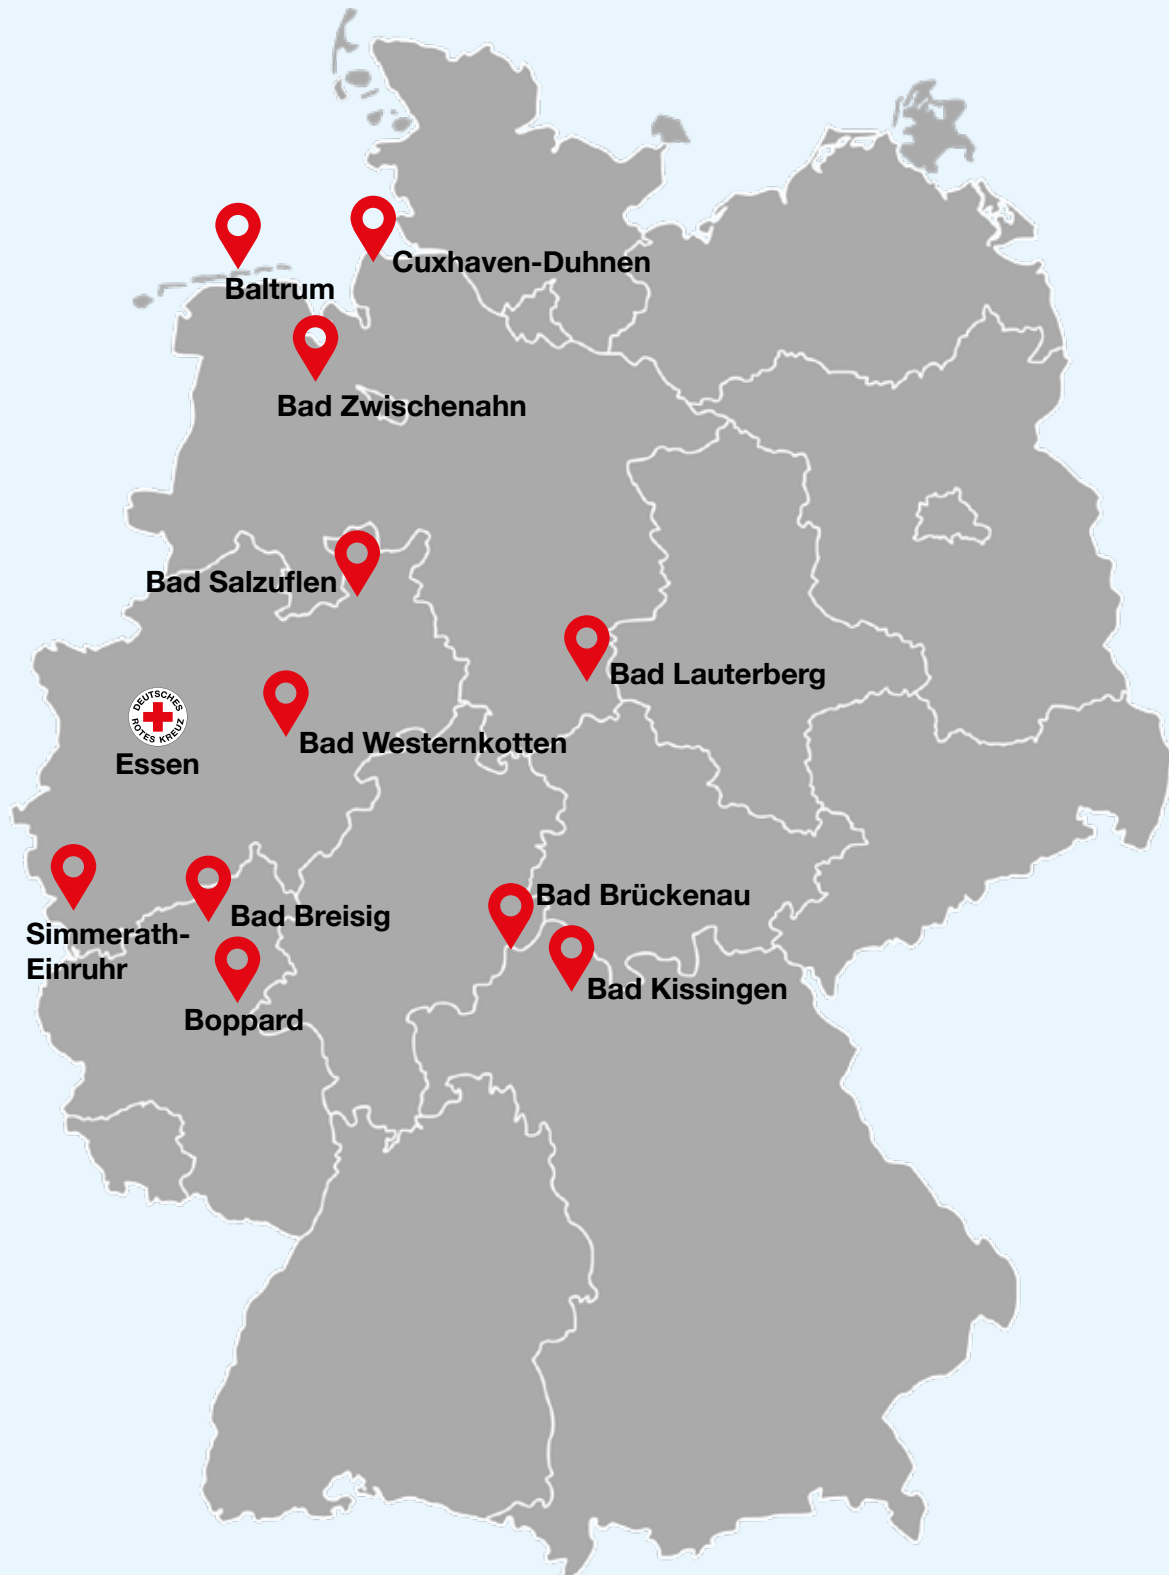 Cuxhaven-Duhnen
Baltrum
Bad Zwischenahn
Bad Salzuflen
Bad Lauterberg
DEUTSCHES
ROTES KREUZ
Bad Westernkotten
Essen
Bad Brückenau
Bad Breisig
Simmerath-
Einruhr
Bad Kissingen
Boppard